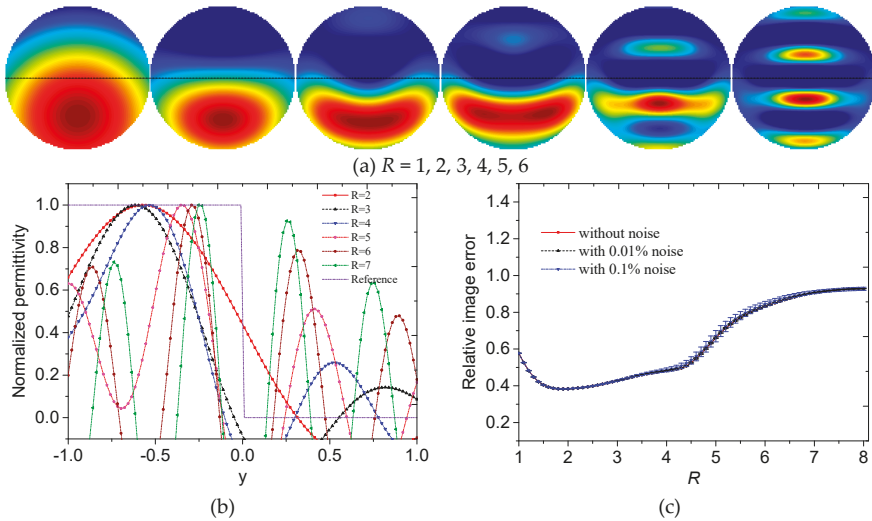 (a) R = 1, 2, 3, 4, 5, 6
Normalized permittivity
1.0
0.8
0.6
0.4
0.2
0.0
-1.0
-0.5
0.0
0.5
1.0
y
R=2
R=3
R=4
R=5
R=6
R=7
Reference
(b)
Relative image error
1.4
1.2
1.0
0.8
0.6
0.4
0.2
1
2
3
4
5
6
7
8
R
without noise
with 0.01% noise
with 0.1% noise
(c)